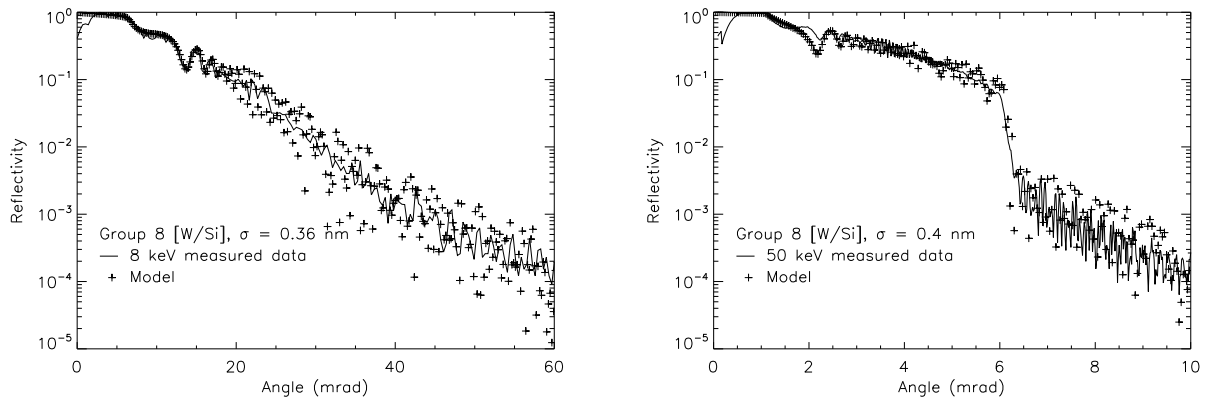 10⁰
10⁻¹
10⁻²
10⁻³
10⁻⁴
10⁻⁵
Reflectivity
Group 8 [W/Si], σ = 0.36 nm
8 keV measured data
Model
0 20 40 60
Angle (mrad)
10⁰
10⁻¹
10⁻²
10⁻³
10⁻⁴
10⁻⁵
Reflectivity
Group 8 [W/Si], σ = 0.4 nm
50 keV measured data
Model
0 2 4 6 8 10
Angle (mrad)